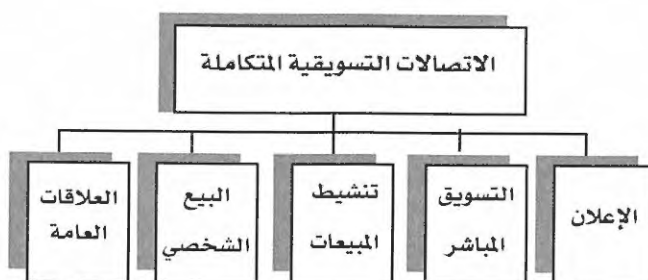 الاتصالات التسويقية المتكاملة
الإعلان
التسويق
المباشر
تنشيط
المبيعات
البيع
الشخصي
العلاقات
العامة